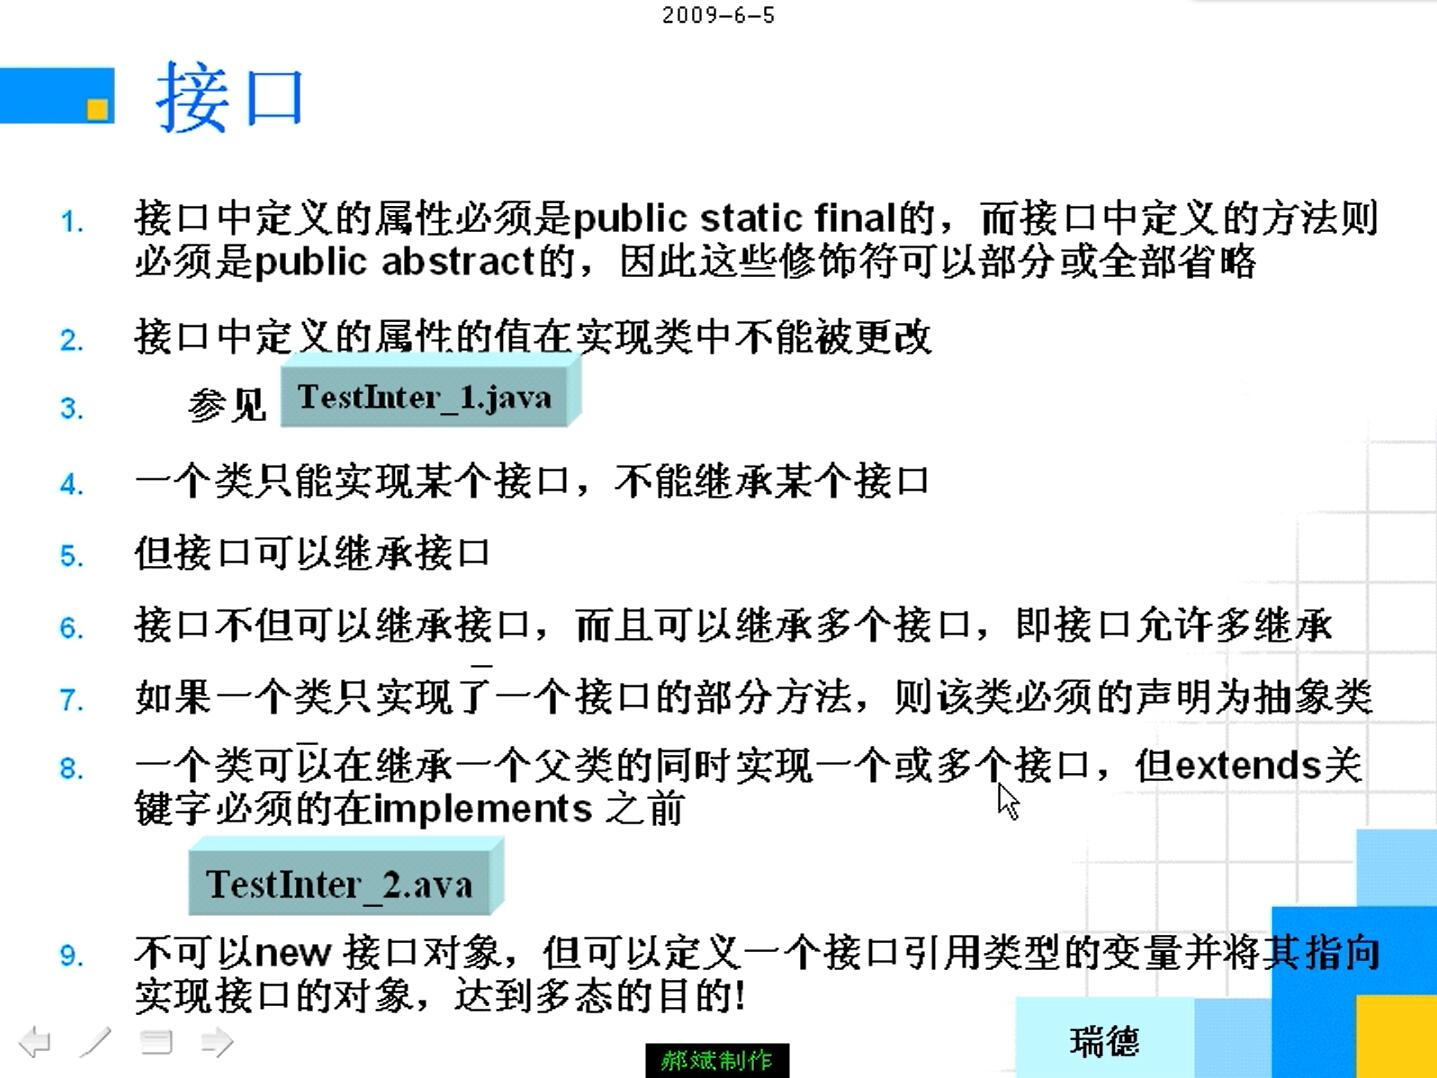 2009-6-5
接口
1. 接口中定义的属性必须是public static final的，而接口中定义的方法则
必须是public abstract的，因此这些修饰符可以部分或全部省略
2. 接口中定义的属性的值在实现类中不能被更改
3. 参见 TestInter_1.java
4. 一个类只能实现某个接口，不能继承某个接口
5. 但接口可以继承接口
6. 接口不但可以继承接口，而且可以继承多个接口，即接口允许多继承
7. 如果一个类只实现了一个接口的部分方法，则该类必须的声明为抽象类
8. 一个类可以在继承一个父类的同时实现一个或多个接口，但extends关
键字必须的在implements 之前
TestInter_2.ava
9. 不可以new 接口对象，但可以定义一个接口引用类型的变量并将其指向
实现接口的对象，达到多态的目的!
瑞德
郝斌制作